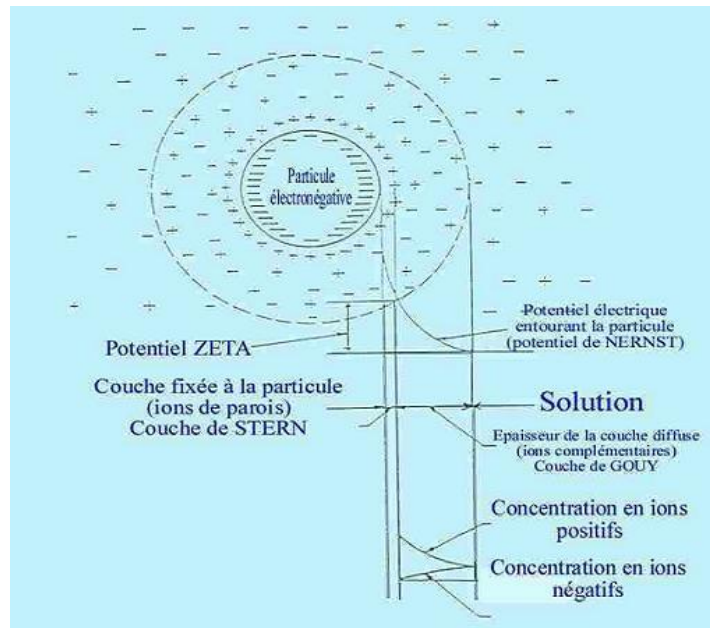 Particule
électronégative
Potentiel électrique
entourant la particule
(potentiel de NERNST)
Potentiel ZETA
Couche fixée à la particule
(ions de parois)
Couche de STERN
Solution
Epaisseur de la couche diffuse
(ions complémentaires)
Couche de GOUY
Concentration en ions
positifs
Concentration en ions
négatifs